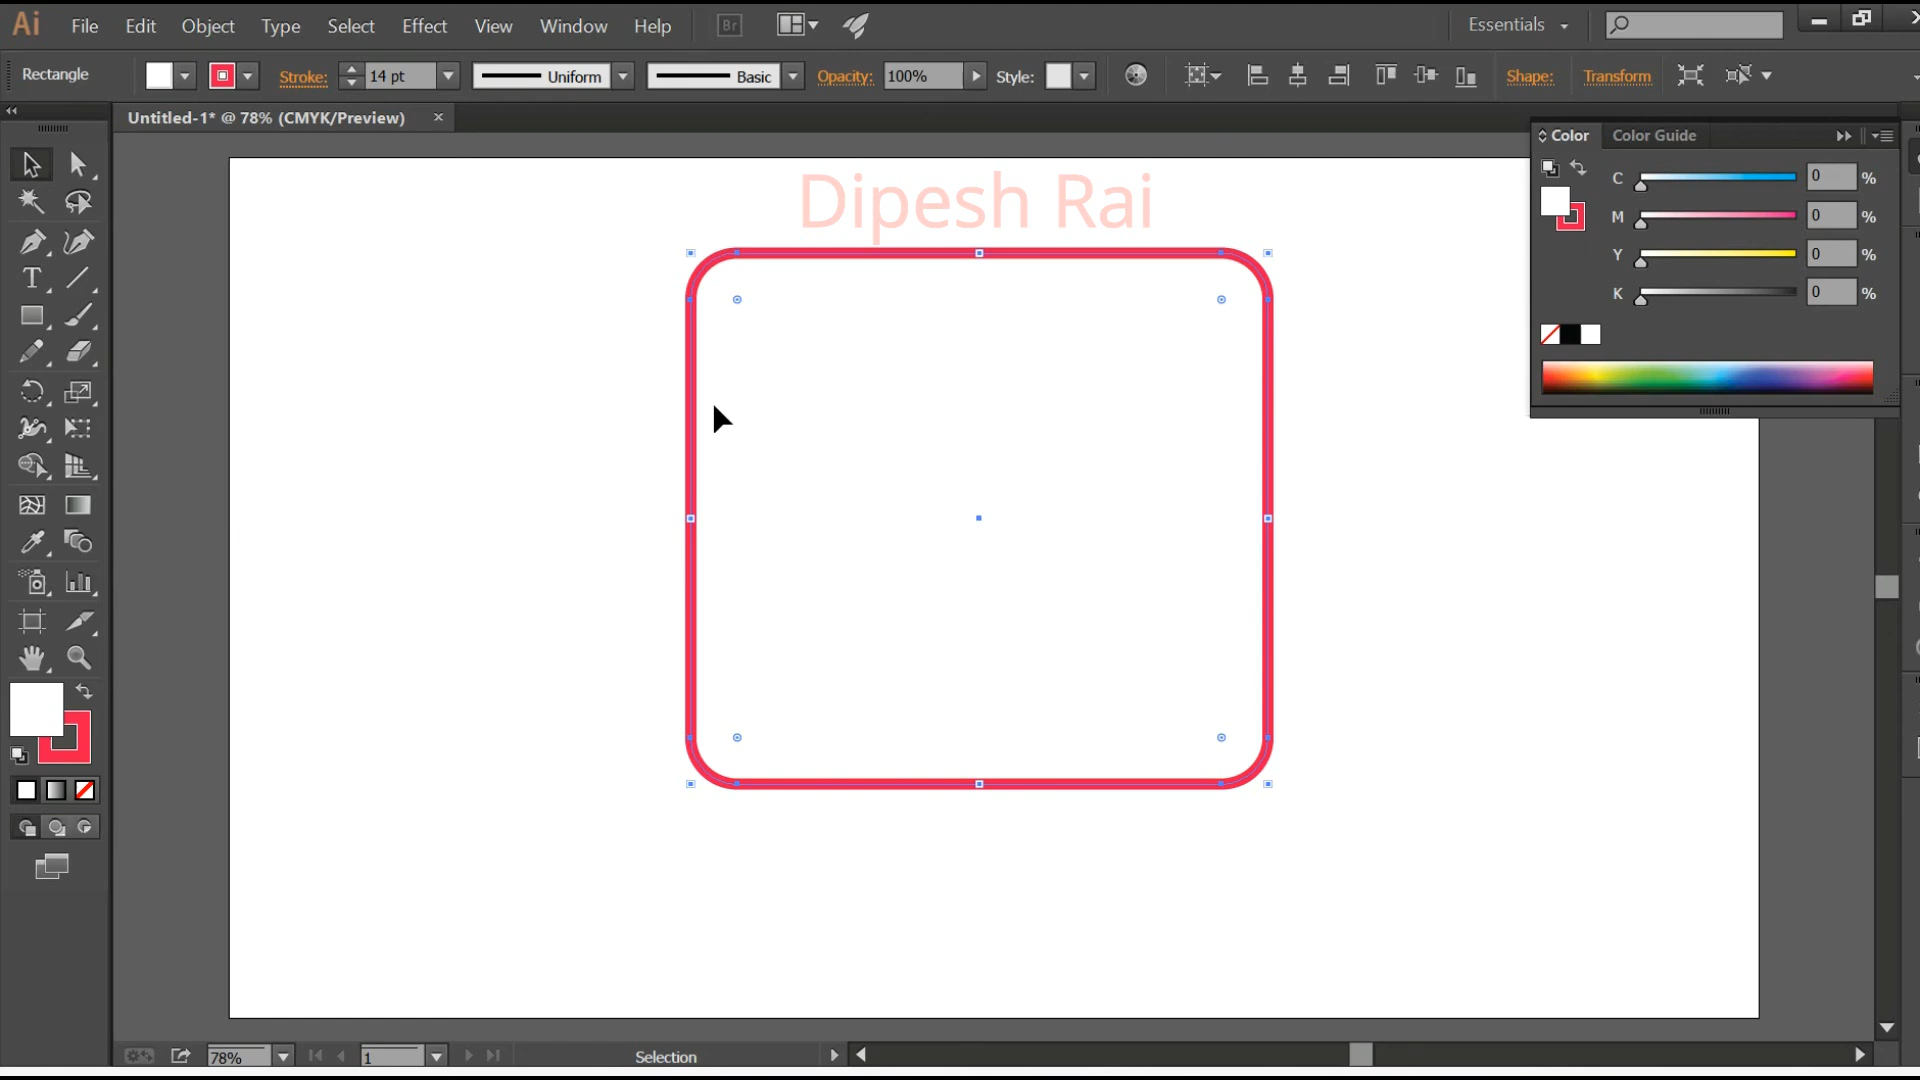 Ai File Edit Object Type Select Effect View Window Help Br Essentials
Rectangle Stroke: 14 pt Uniform Basic Opacity: 100% Style: Shape: Transform
Untitled-1* @ 78% (CMYK/Preview) ×
Color Color Guide
C 0 %
M 0 %
Y 0 %
K 0 %
Dipesh Rai
78% 1 Selection